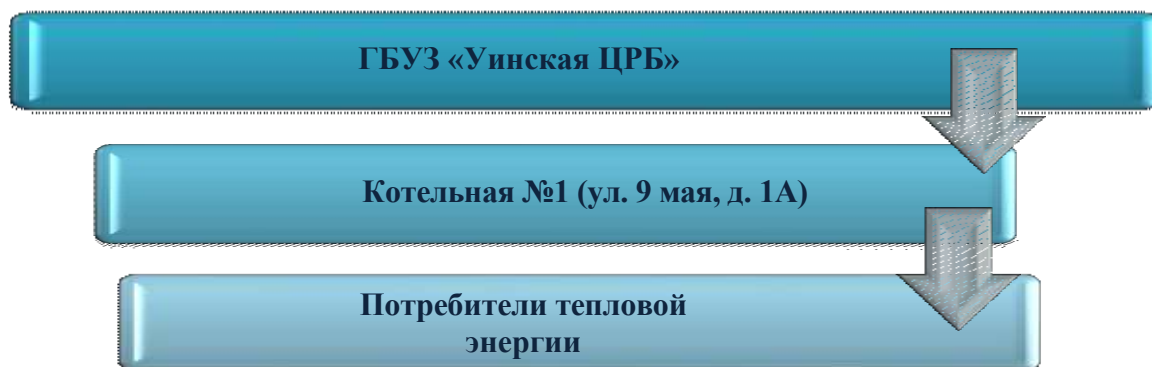 ГБУЗ «Уинская ЦРБ»
Котельная №1 (ул. 9 мая, д. 1А)
Потребители тепловой
энергии